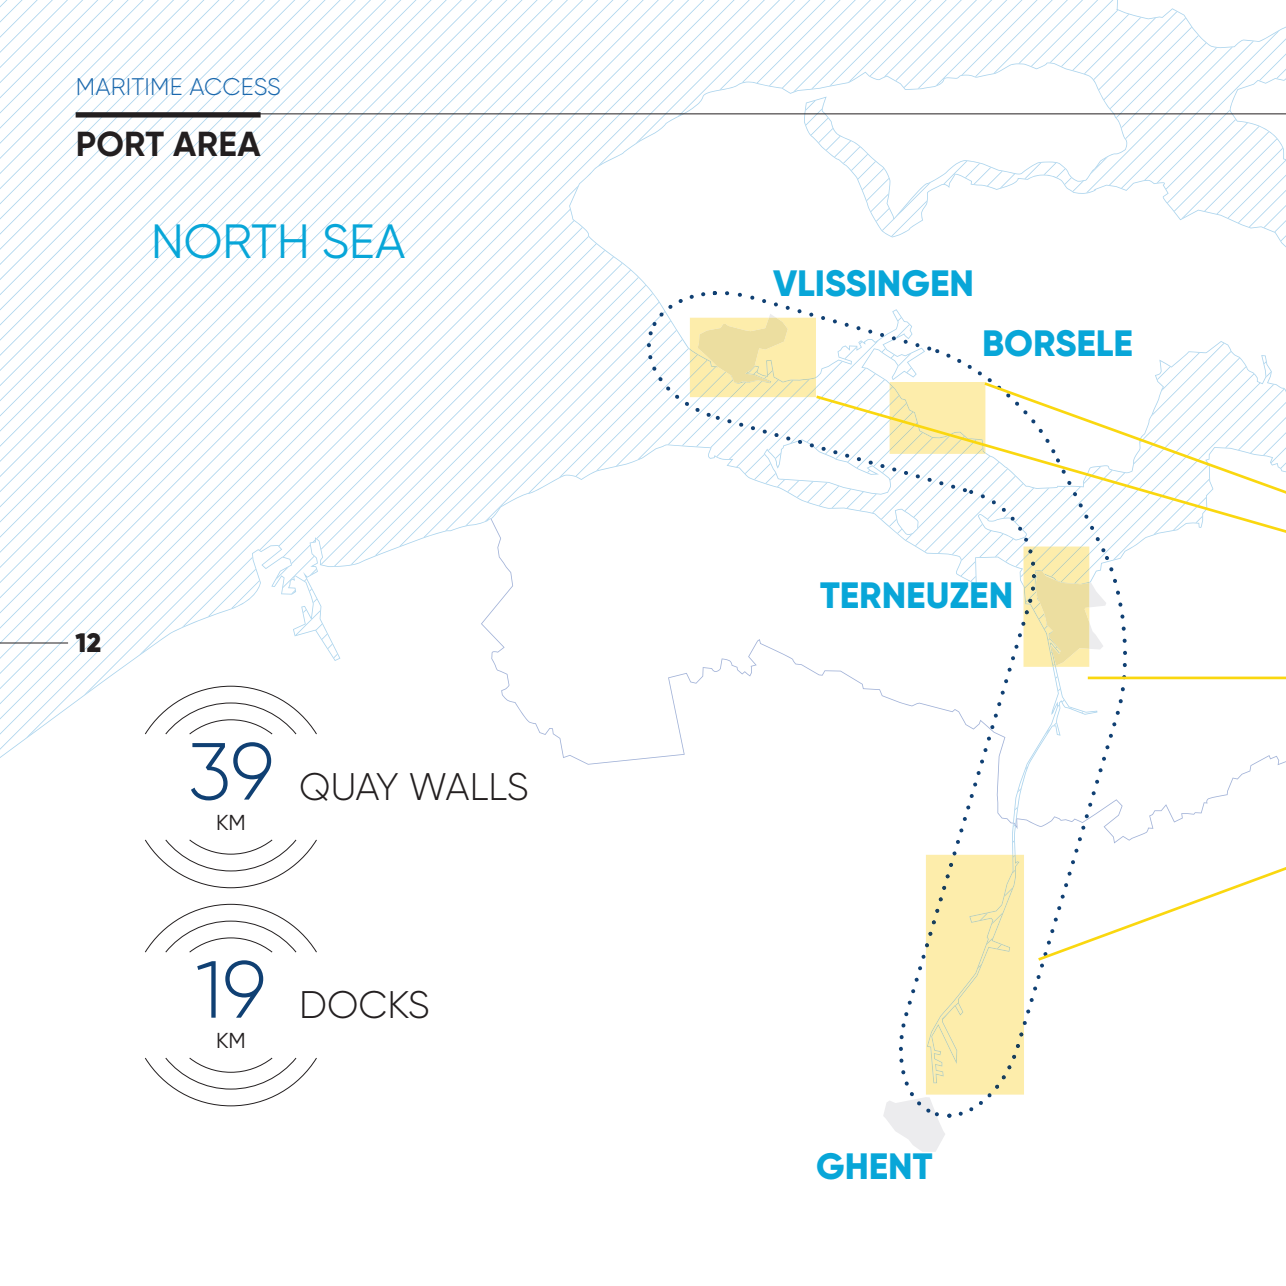 MARITIME ACCESS
PORT AREA
NORTH SEA
VLISSINGEN
BORSELE
TERNEUZEN
12
39
KM
QUAY WALLS
19
KM
DOCKS
GHENT